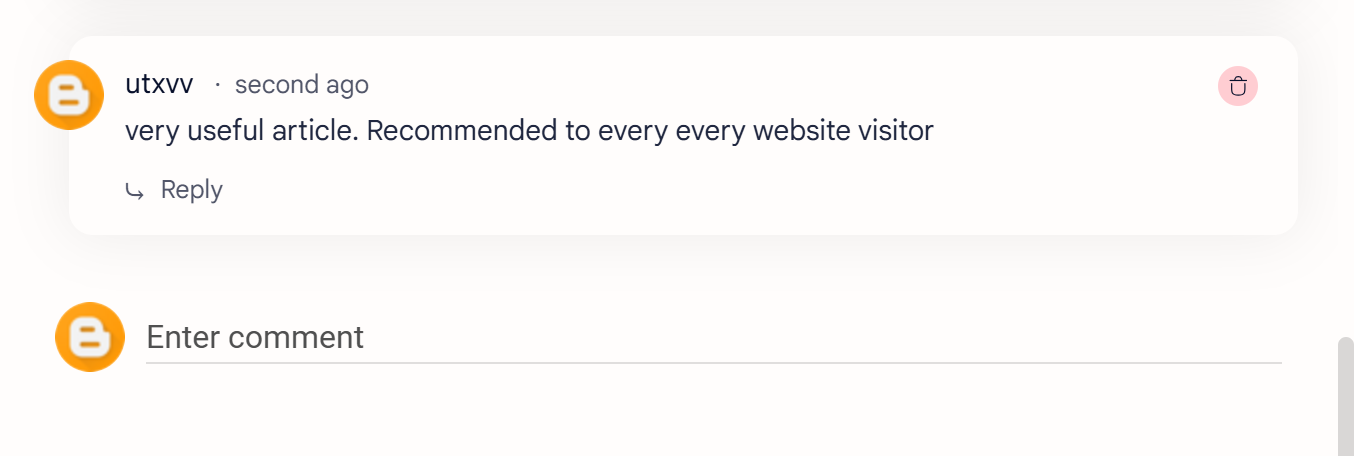 utxvv · second ago
very useful article. Recommended to every every website visitor
Reply
Enter comment